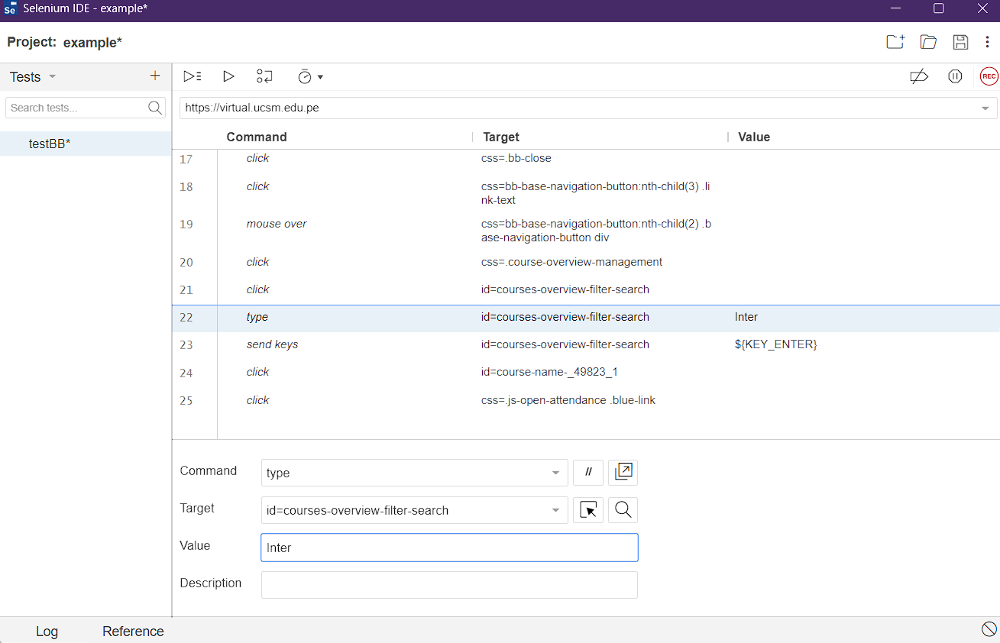 Se Selenium IDE - example*
Project: example*
Tests
REC
Search tests...
https://virtual.ucsm.edu.pe
testBB*
Command Target Value
17 click css=.bb-close
18 click css=bb-base-navigation-button:nth-child(3) .li
nk-text
19 mouse over css=bb-base-navigation-button:nth-child(2) .b
ase-navigation-button div
20 click css=.course-overview-management
21 click id=courses-overview-filter-search
22 type id=courses-overview-filter-search Inter
23 send keys id=courses-overview-filter-search ${KEY_ENTER}
24 click id=course-name-_49823_1
25 click css=.js-open-attendance .blue-link
Command type //
Target id=courses-overview-filter-search
Value Inter
Description
Log Reference